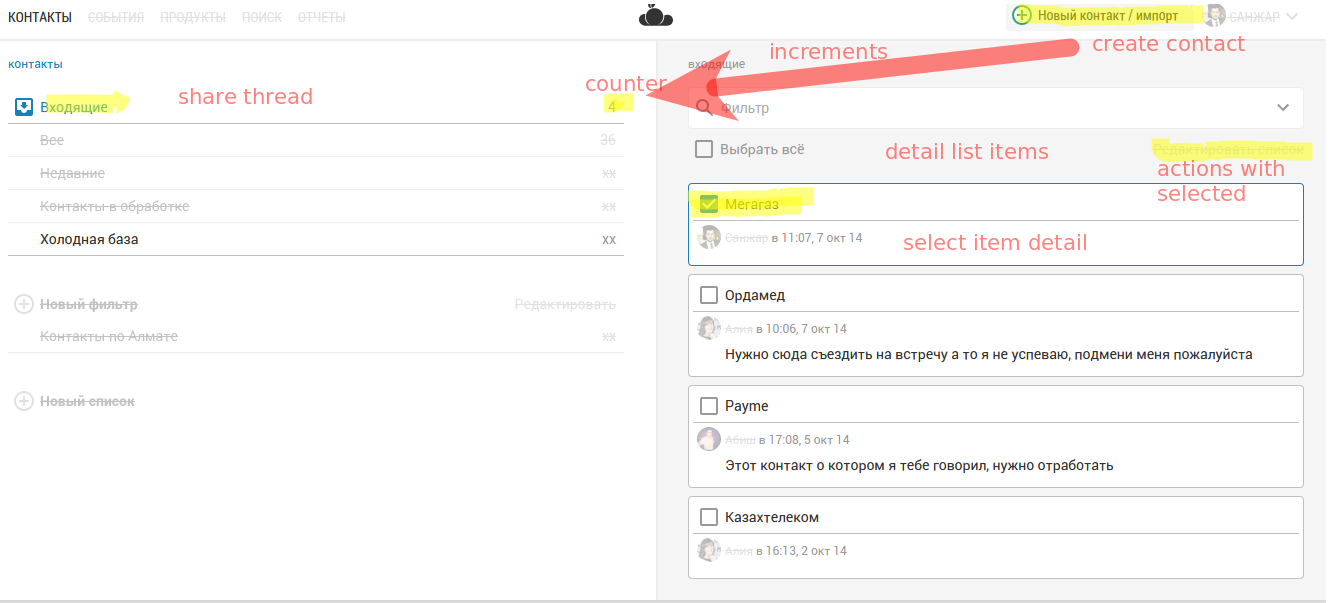 КОНТАКТЫ СОБЫТИЯ ПРОДУКТЫ ПОИСК ОТЧЕТЫ
Новый контакт / импорт САНЖАР
create contact
increments
контакты
входящие
counter
share thread
Входящие 4
Все 36
Недавние xx
Контакты в обработке xx
Холодная база xx
Новый фильтр Редактировать
Контакты по Алмате xx
Новый список
Фильтр
Выбрать всё
detail list items
Редактировать список
actions with
selected
Мегагаз
Санжар в 11:07, 7 окт 14
select item detail
Ордамед
Алия в 10:06, 7 окт 14
Нужно сюда съездить на встречу а то я не успеваю, подмени меня пожалуйста
Payme
Абиш в 17:08, 5 окт 14
Этот контакт о котором я тебе говорил, нужно отработать
Казахтелеком
Алия в 16:13, 2 окт 14